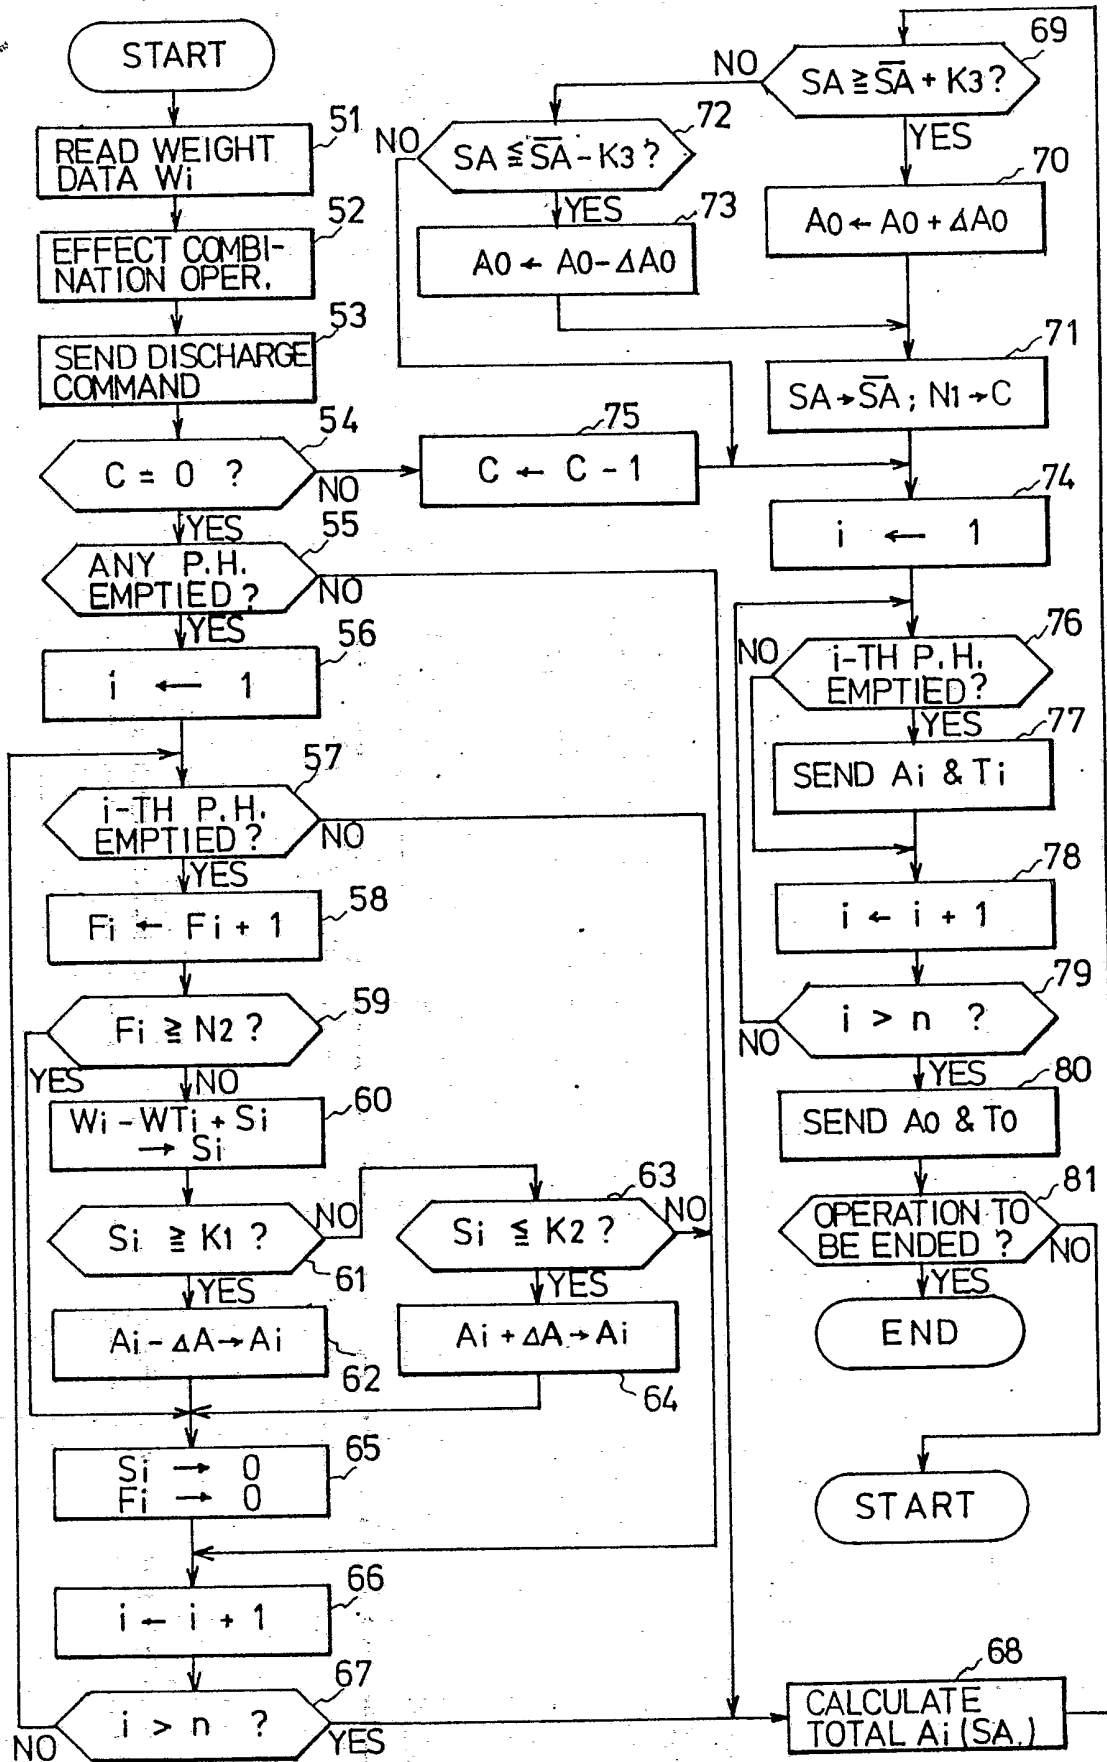 START
51
READ WEIGHT
DATA Wi
52
EFFECT COMBI-
NATION OPER.
53
SEND DISCHARGE
COMMAND
54
C = 0 ?
NO
YES
55
ANY P.H.
EMPTIED ?
NO
YES
56
i ← 1
57
i-TH P.H.
EMPTIED ?
NO
YES
58
Fi ← Fi + 1
59
Fi ≧ N2 ?
YES
NO
60
Wi - WTi + Si
→ Si
61
Si ≧ K1 ?
NO
YES
62
Ai - ΔA → Ai
63
Si ≦ K2 ?
NO
YES
64
Ai + ΔA → Ai
65
Si → 0
Fi → 0
66
i ← i + 1
67
i > n ?
NO
YES
68
CALCULATE
TOTAL Ai (SA.)
69
SA ≧ S̅A̅ + K3 ?
NO
YES
70
A0 ← A0 + ΔA0
71
SA → S̅A̅ ; N1 → C
72
SA ≦ S̅A̅ - K3 ?
NO
YES
73
A0 ← A0 - ΔA0
75
C ← C - 1
74
i ← 1
76
i-TH P.H.
EMPTIED ?
NO
YES
77
SEND Ai & Ti
78
i ← i + 1
79
i > n ?
NO
YES
80
SEND A0 & T0
81
OPERATION TO
BE ENDED ?
NO
YES
END
START